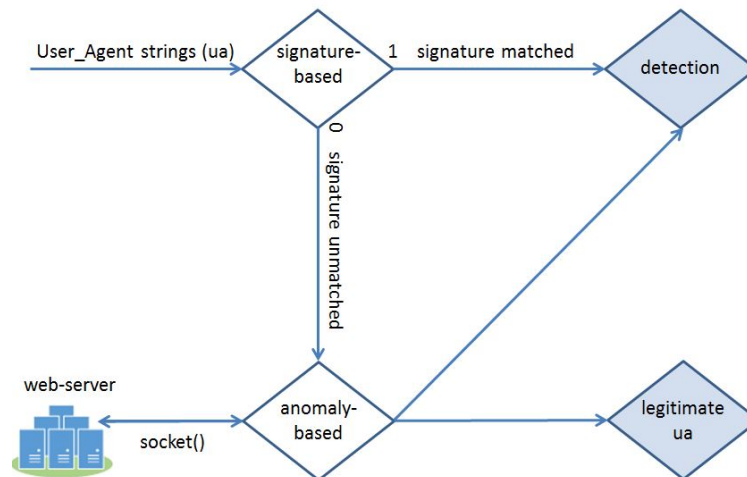 User_Agent strings (ua)
signature-
based
1 signature matched
detection
0 signature unmatched
web-server
socket()
anomaly-
based
legitimate
ua